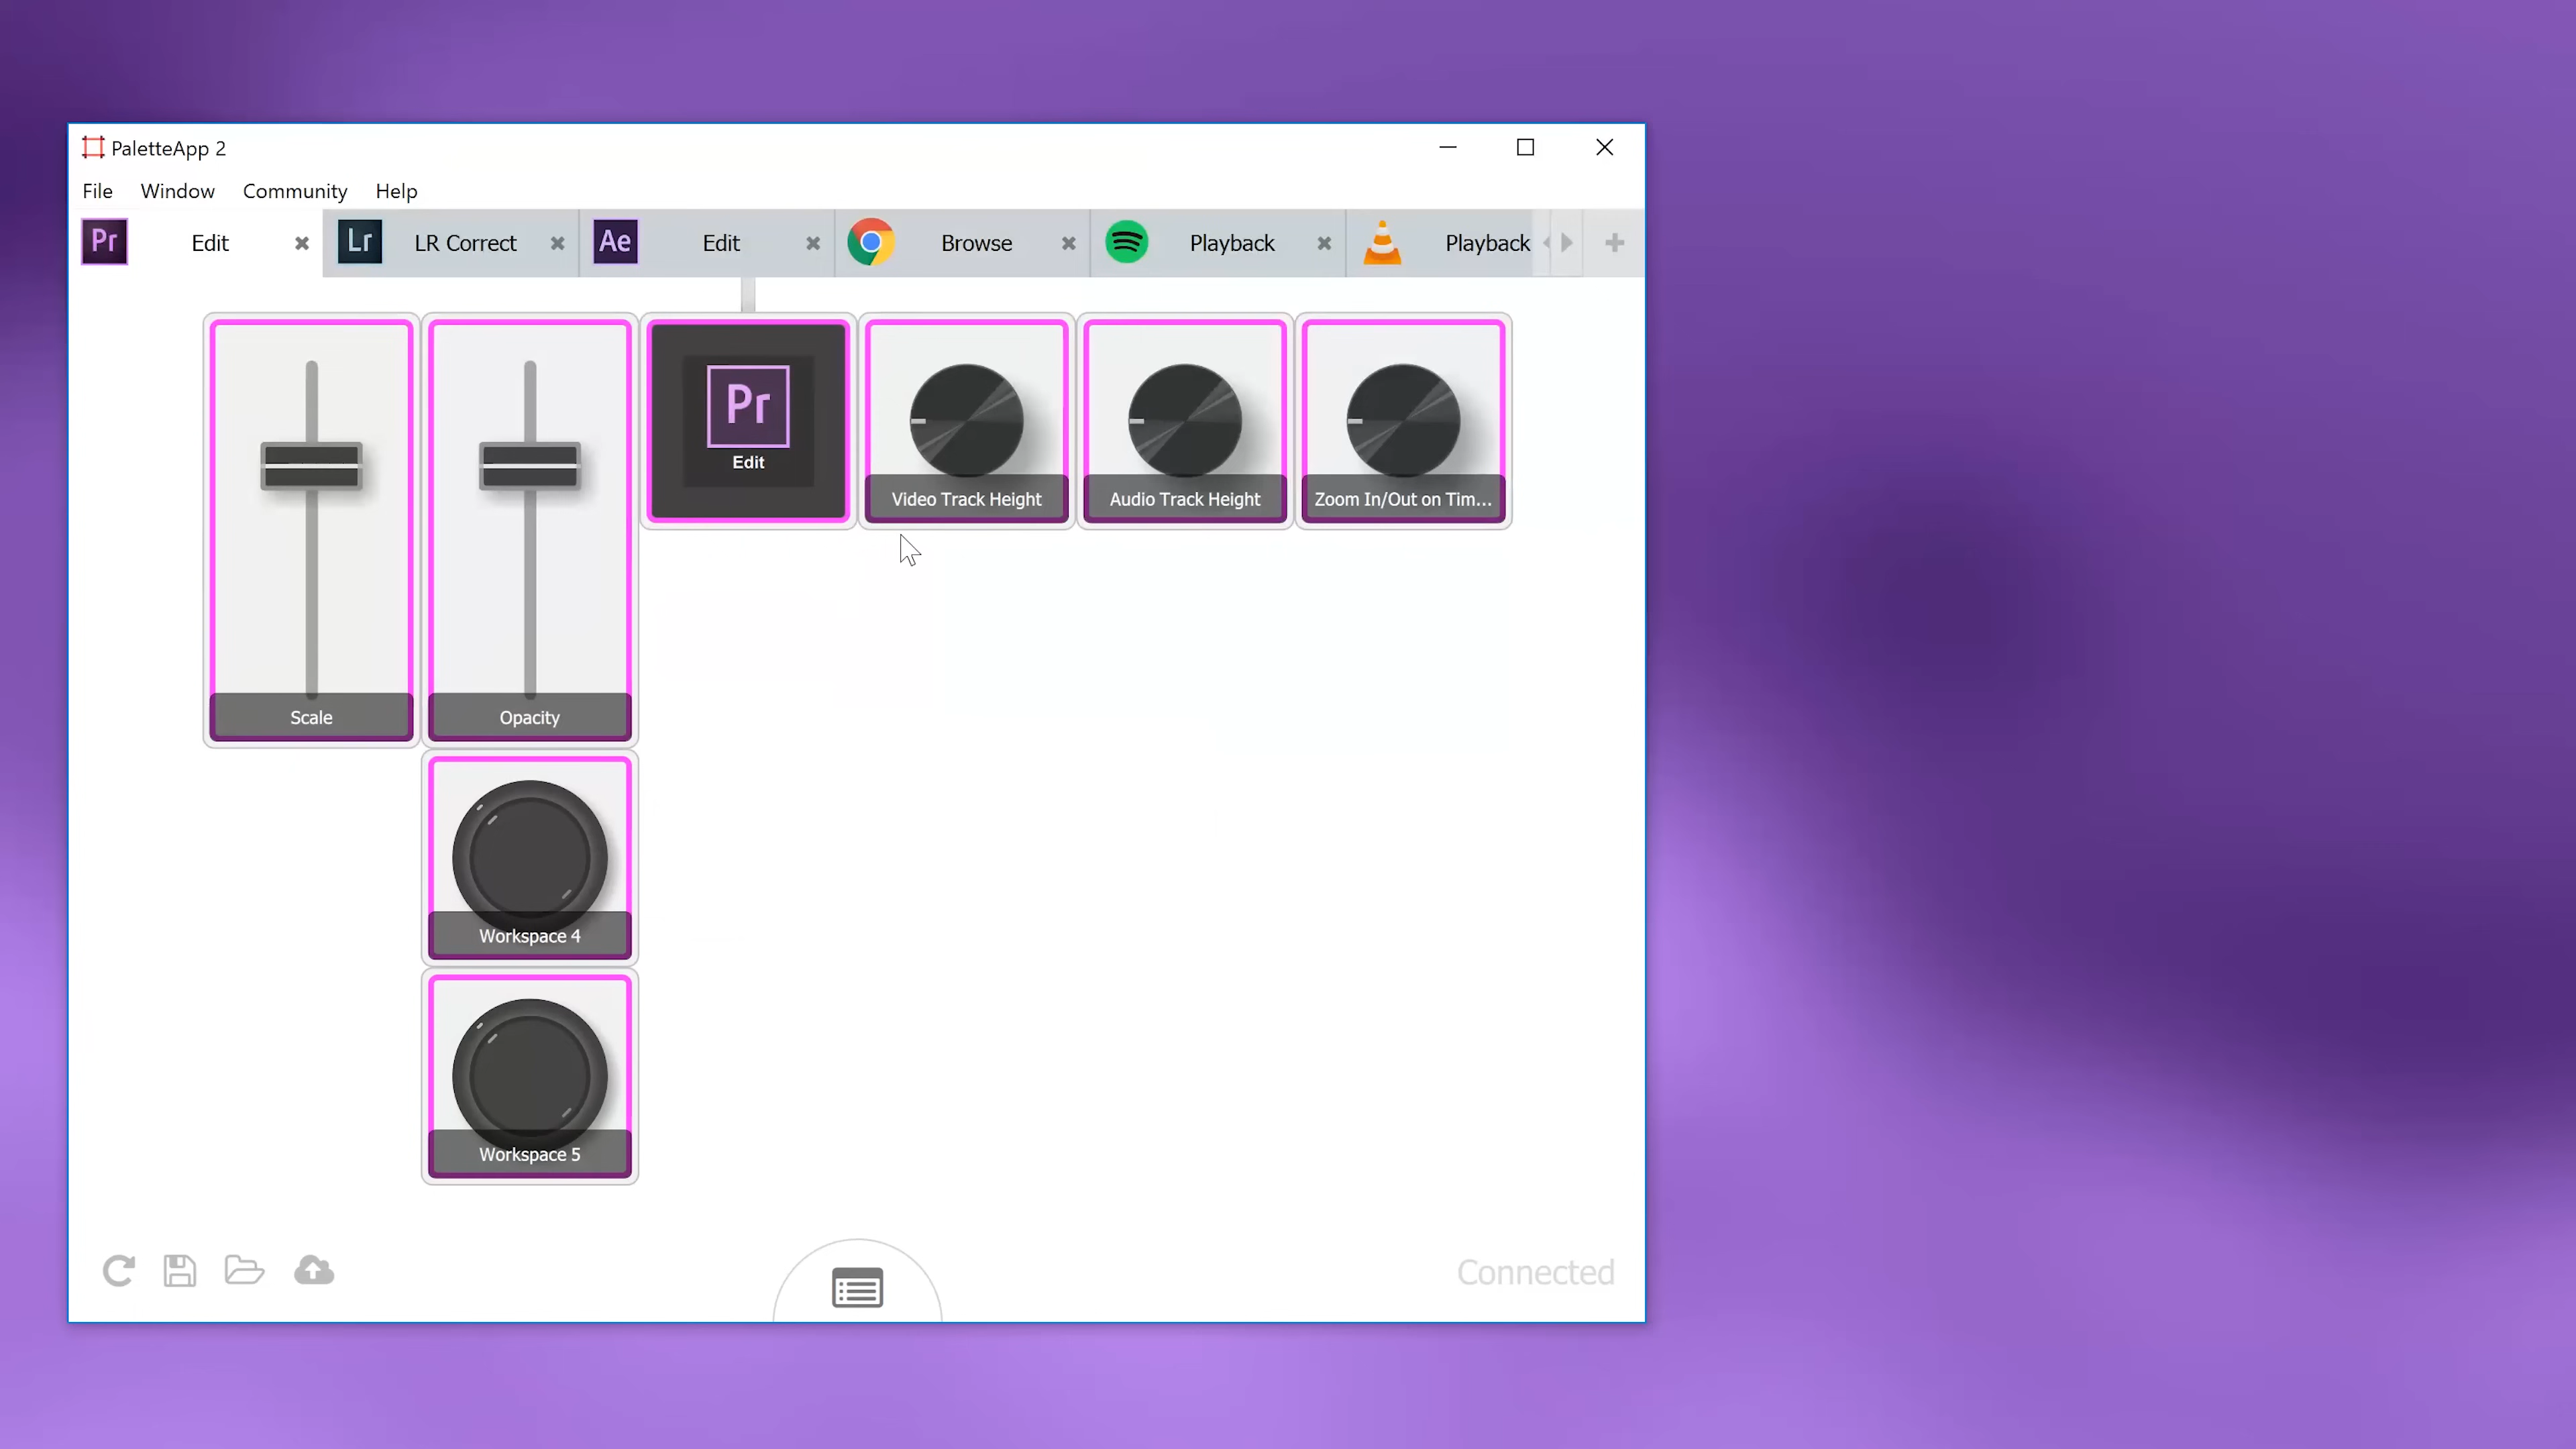 PaletteApp 2
File Window Community Help
Pr Edit Lr LR Correct Ae Edit Browse Playback Playback
Pr
Edit
Video Track Height Audio Track Height Zoom In/Out on Tim...
Scale Opacity
Workspace 4
Workspace 5
Connected